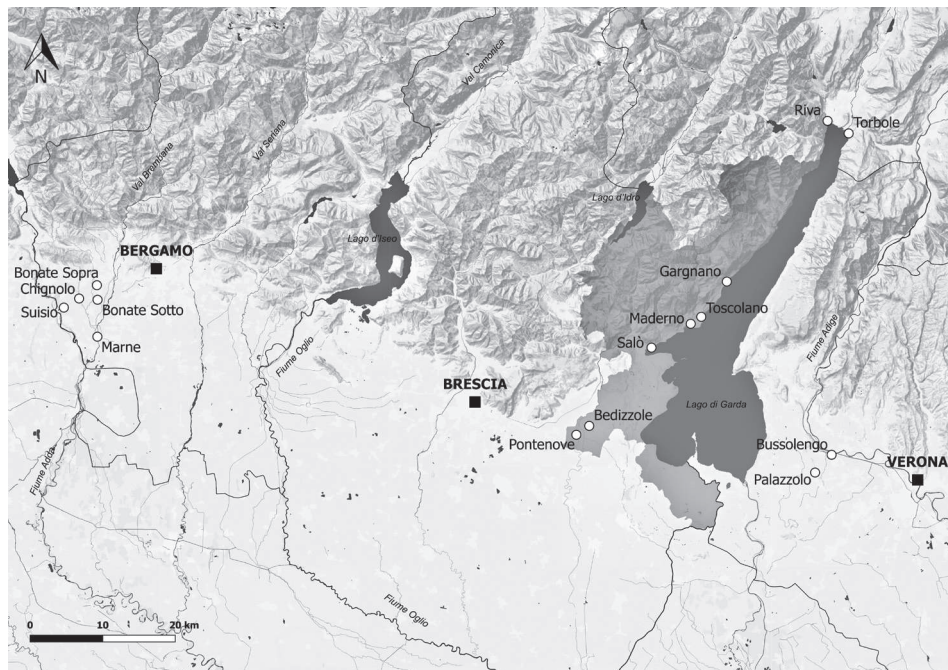 N
Val Camonica
Val Seriana
Val Brembana
Riva
Torbole
Lago d'Idro
BERGAMO
Lago d'Iseo
Bonate Sopra
Chignolo
Suisio
Bonate Sotto
Marne
Gargnano
Toscolano
Maderno
Salò
Fiume Adige
Fiume Oglio
BRESCIA
Lago di Garda
Bedizzole
Pontenove
Bussolengo
VERONA
Palazzolo
Fiume Adda
Fiume Oglio
0 10 20 km